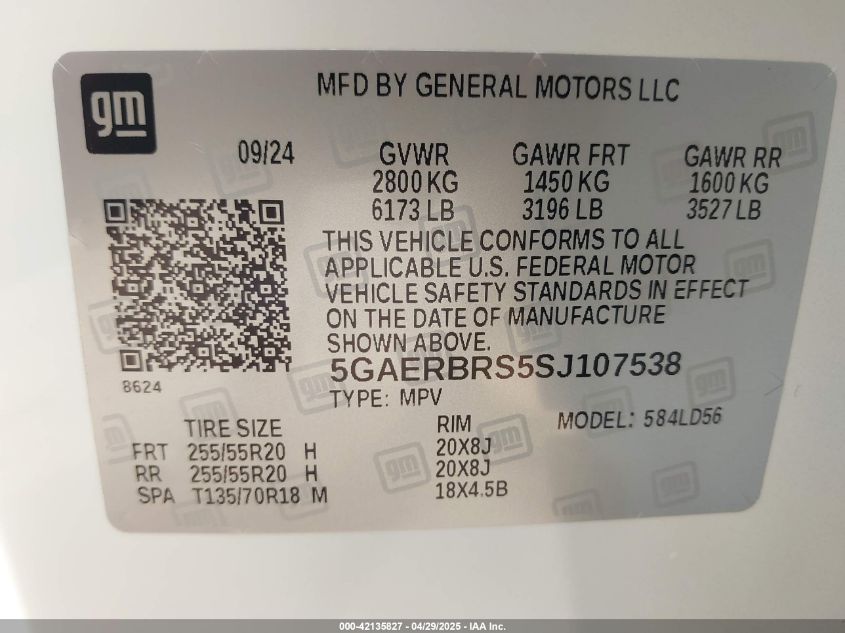 gm
MFD BY GENERAL MOTORS LLC
09/24 GVWR GAWR FRT GAWR RR
2800 KG 1450 KG 1600 KG
6173 LB 3196 LB 3527 LB
THIS VEHICLE CONFORMS TO ALL
APPLICABLE U.S. FEDERAL MOTOR
VEHICLE SAFETY STANDARDS IN EFFECT
ON THE DATE OF MANUFACTURE
SHOWN ABOVE.
5GAERBRS5SJ107538
8624
TYPE: MPV
TIRE SIZE RIM MODEL: 584LD56
FRT 255/55R20 H 20X8J
RR 255/55R20 H 20X8J
SPA T135/70R18 M 18X4.5B
000-42135827 - 04/29/2025 - IAA Inc.